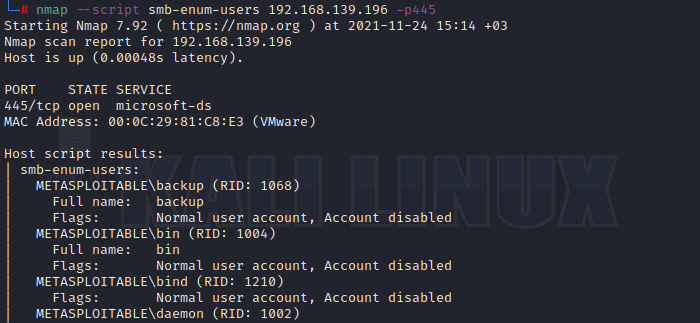 └─# nmap --script smb-enum-users 192.168.139.196 -p445
Starting Nmap 7.92 ( https://nmap.org ) at 2021-11-24 15:14 +03
Nmap scan report for 192.168.139.196
Host is up (0.00048s latency).

PORT    STATE SERVICE
445/tcp open  microsoft-ds
MAC Address: 00:0C:29:81:C8:E3 (VMware)

Host script results:
| smb-enum-users:
|   METASPLOITABLE\backup (RID: 1068)
|     Full name:   backup
|     Flags:       Normal user account, Account disabled
|   METASPLOITABLE\bin (RID: 1004)
|     Full name:   bin
|     Flags:       Normal user account, Account disabled
|   METASPLOITABLE\bind (RID: 1210)
|     Flags:       Normal user account, Account disabled
|   METASPLOITABLE\daemon (RID: 1002)
KALI LINUX